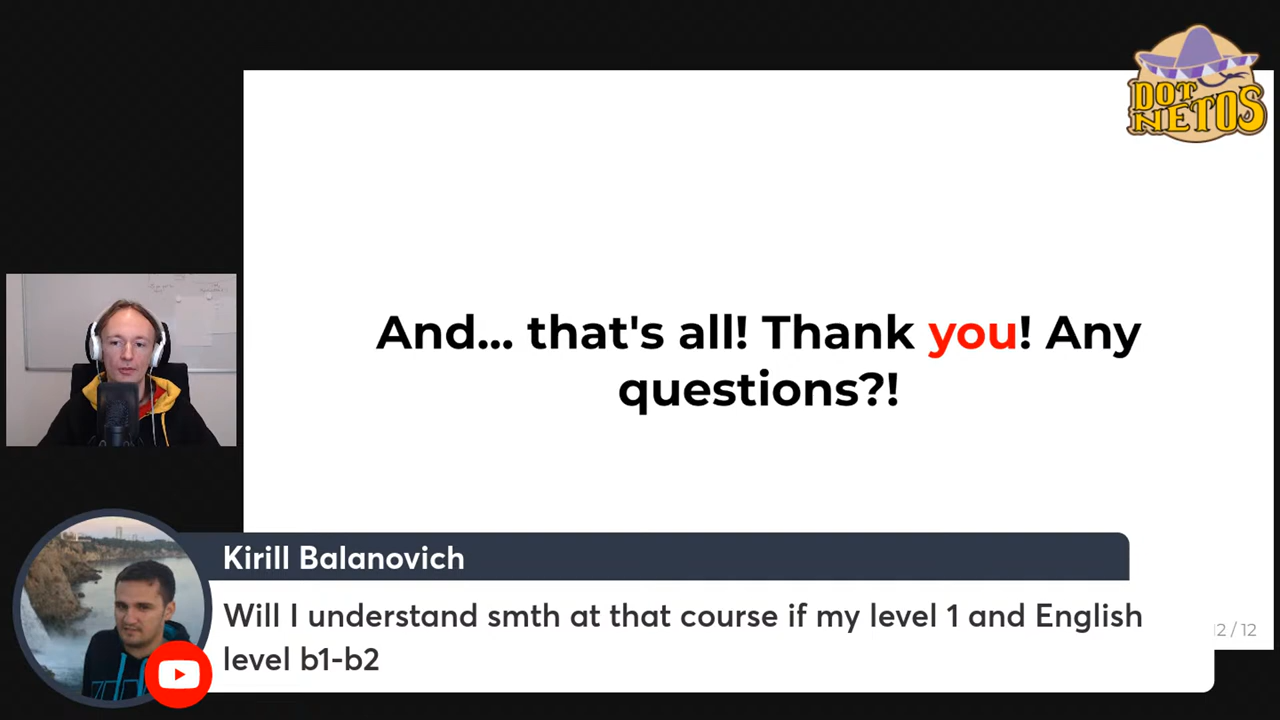 DOT
NETOS
And... that's all! Thank you! Any
questions?!
Kirill Balanovich
Will I understand smth at that course if my level 1 and English
level b1-b2
12 / 12